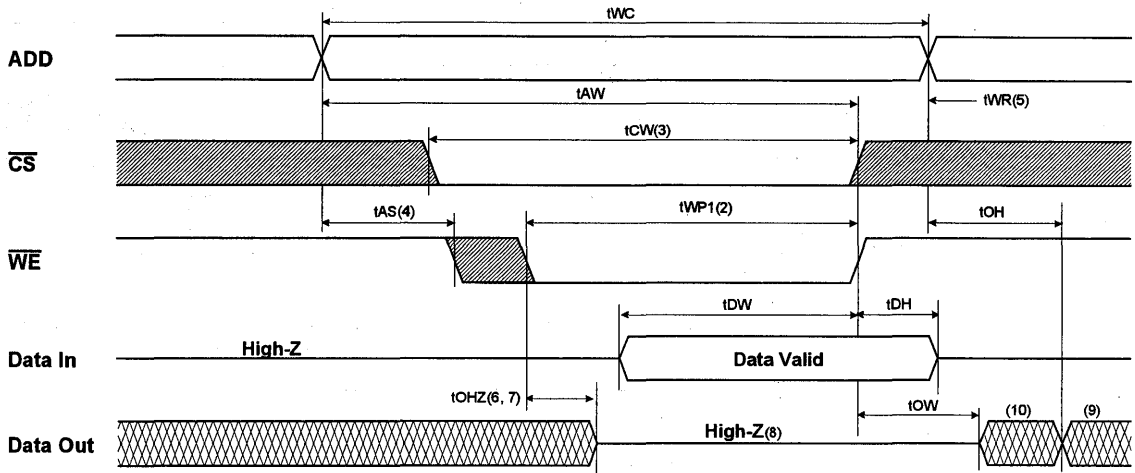 tWC
ADD
tAW
tWR(5)
tCW(3)
CS
tAS(4)
tWP1(2)
tOH
WE
tDW
tDH
High-Z
Data In
Data Valid
tOHZ(6, 7)
tOW
(10)
(9)
High-Z(8)
Data Out